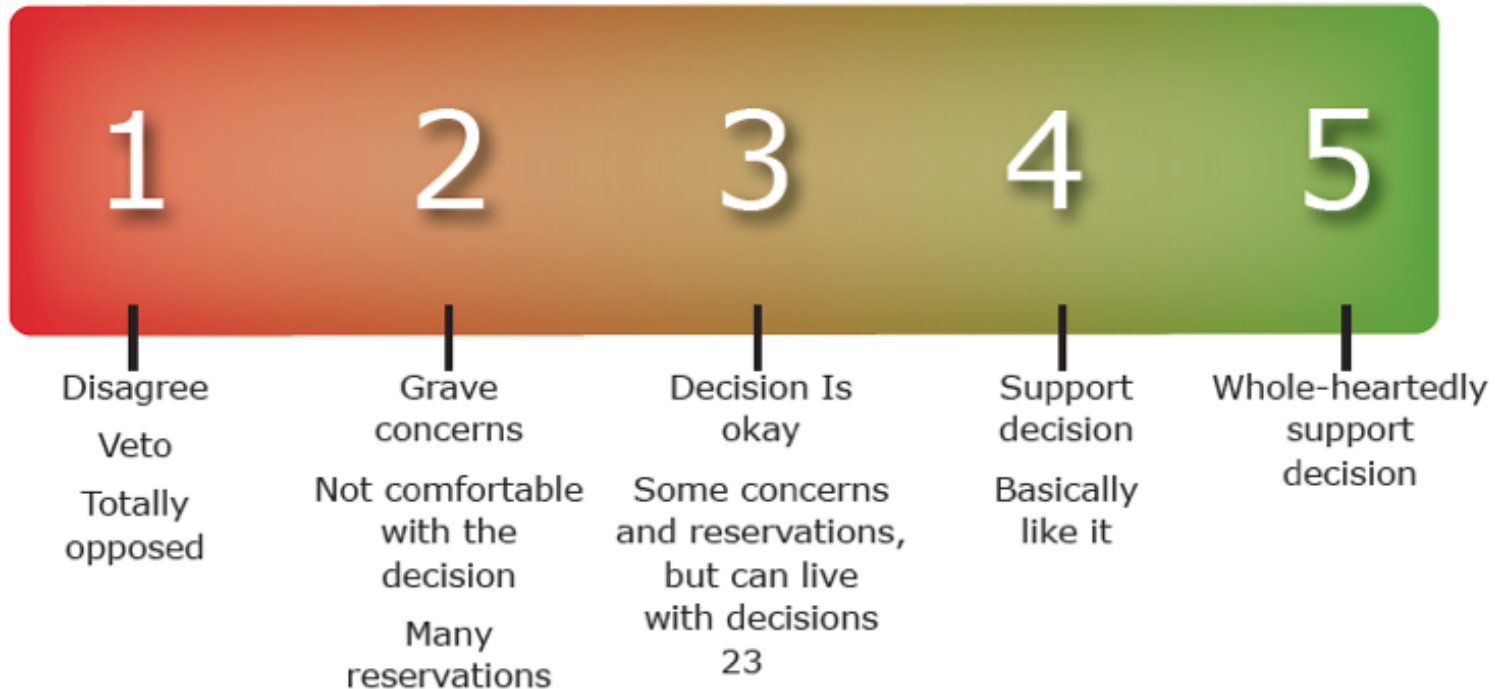 1
2
3
4
5
Disagree
Veto
Totally
opposed
Grave
concerns
Not comfortable
with the
decision
Many
reservations
Decision Is
okay
Some concerns
and reservations,
but can live
with decisions
23
Support
decision
Basically
like it
Whole-heartedly
support
decision